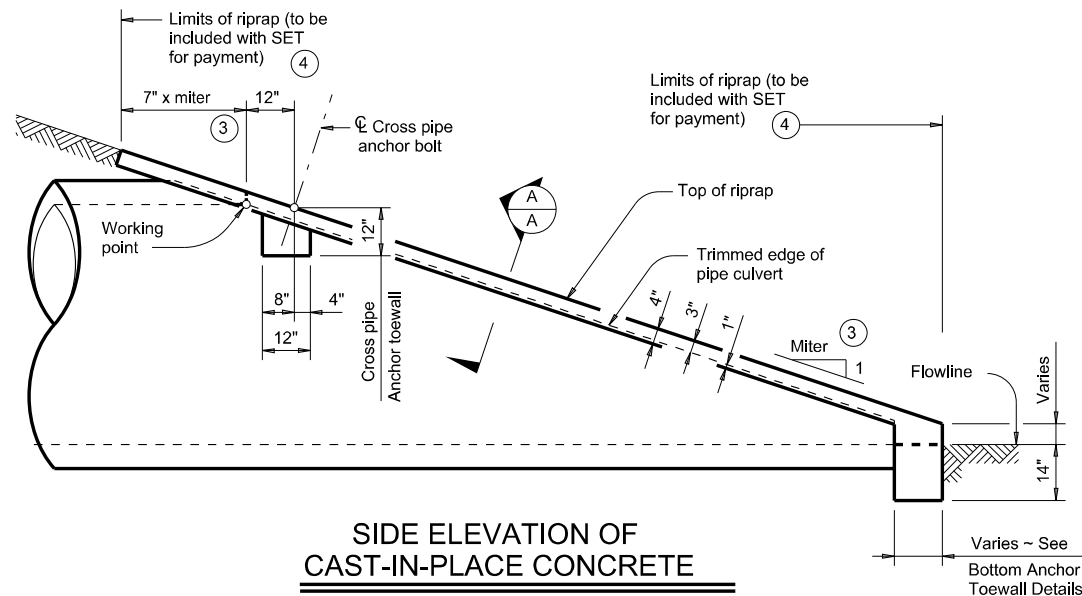 Limits of riprap (to be
included with SET
for payment)
4
7" x miter
12"
3
℄ Cross pipe
anchor bolt
Limits of riprap (to be
included with SET
for payment)
4
A
A
Top of riprap
Working
point
12"
Trimmed edge of
pipe culvert
8"
4"
12"
Cross pipe
Anchor toewall
4"
3"
1"
Miter
3
1
Flowline
Varies
14"
SIDE ELEVATION OF
CAST-IN-PLACE CONCRETE
Varies ~ See
Bottom Anchor
Toewall Details